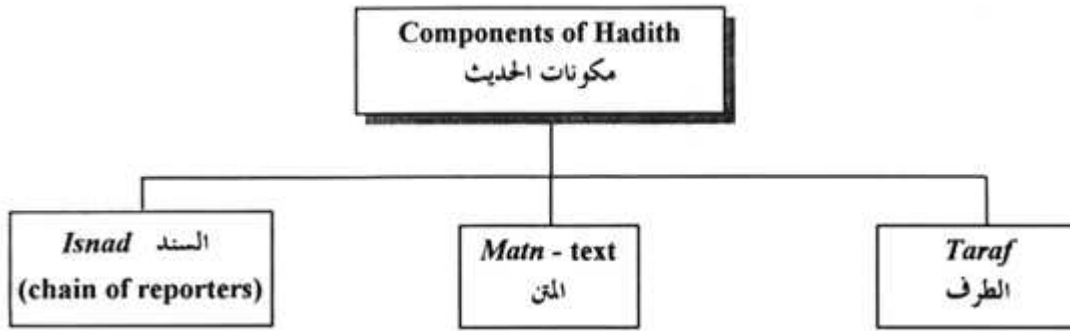 Components of Hadith
مكونات الحديث
Isnad السند
(chain of reporters)
Matn - text
المتن
Taraf
الطرف